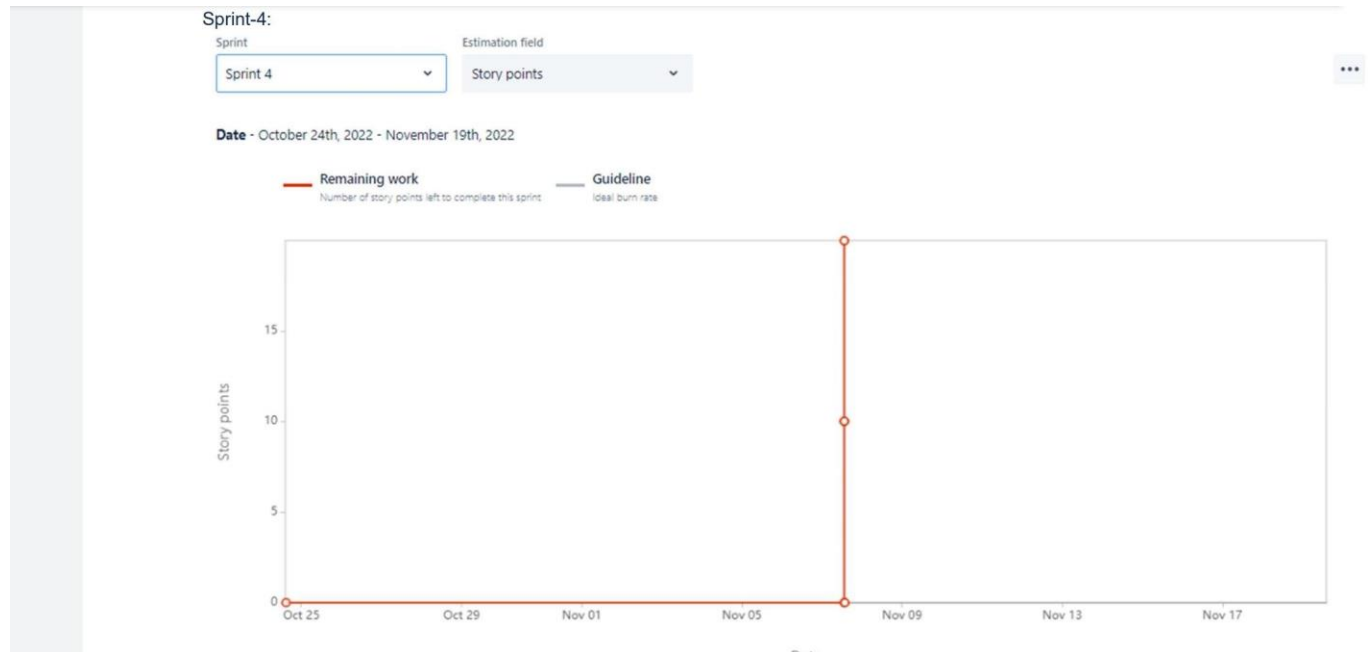 Sprint-4:
Sprint
Estimation field
Sprint 4
Story points
Date - October 24th, 2022 - November 19th, 2022
Remaining work
Number of story points left to complete this sprint
Guideline
Ideal burn rate
Story points
15
10
5
0
Oct 25 Oct 29 Nov 01 Nov 05 Nov 09 Nov 13 Nov 17